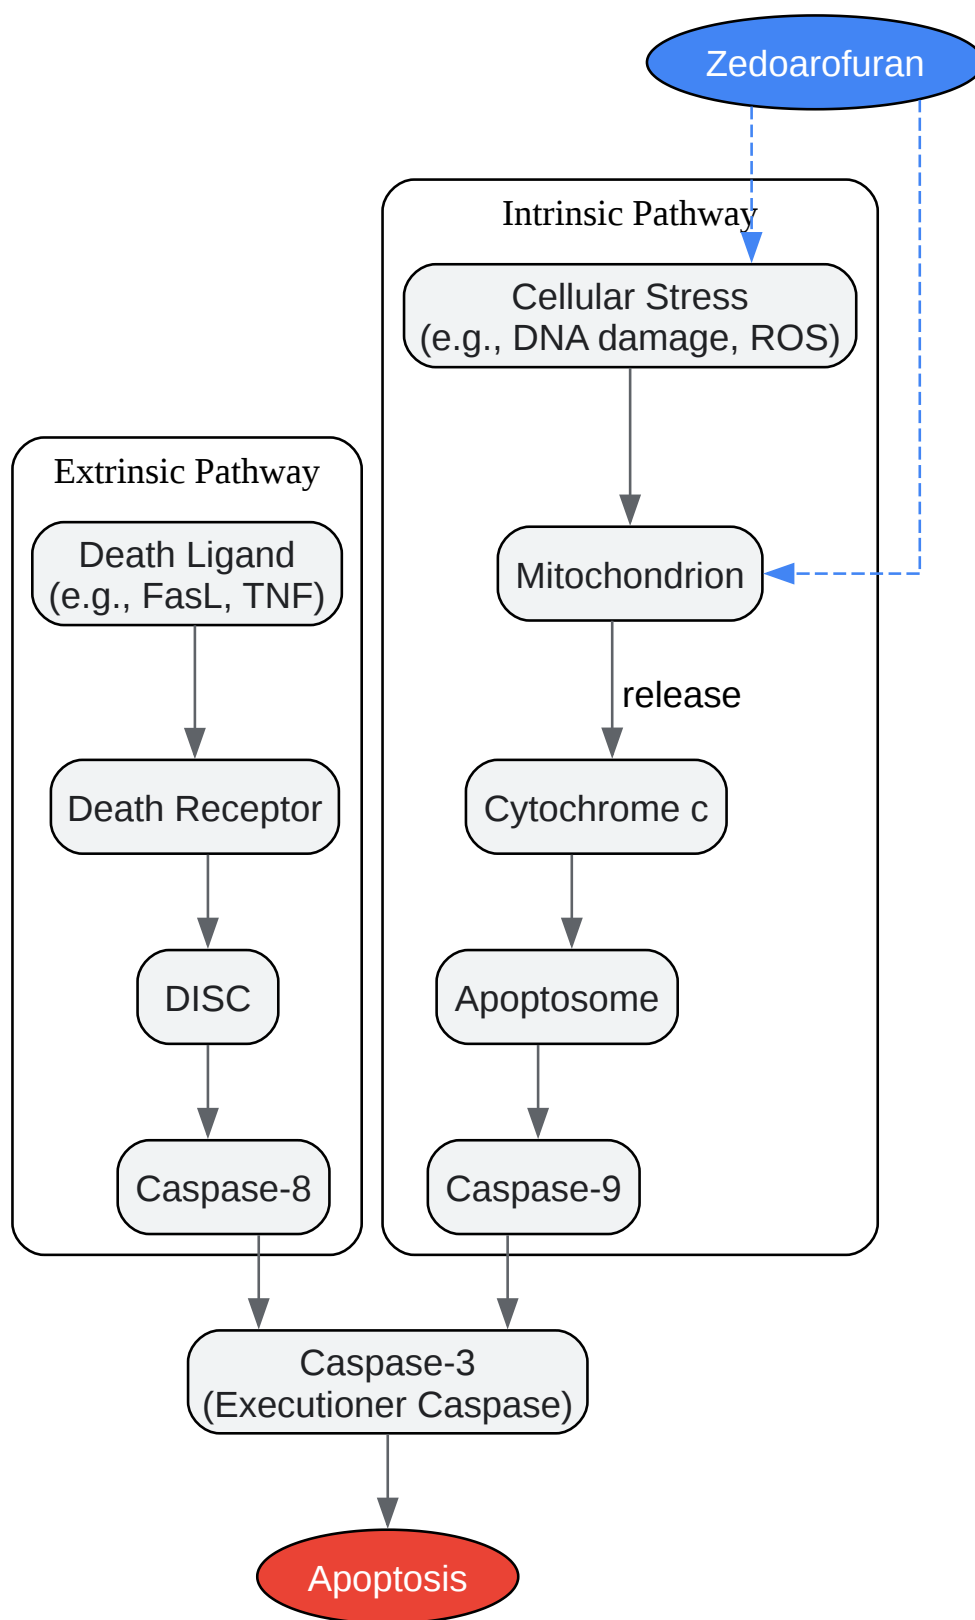 Zedoarofuran
Intrinsic Pathway
Cellular Stress
(e.g., DNA damage, ROS)
Extrinsic Pathway
Death Ligand
(e.g., FasL, TNF)
Mitochondrion
release
Death Receptor
Cytochrome c
DISC
Apoptosome
Caspase-8
Caspase-9
Caspase-3
(Executioner Caspase)
Apoptosis